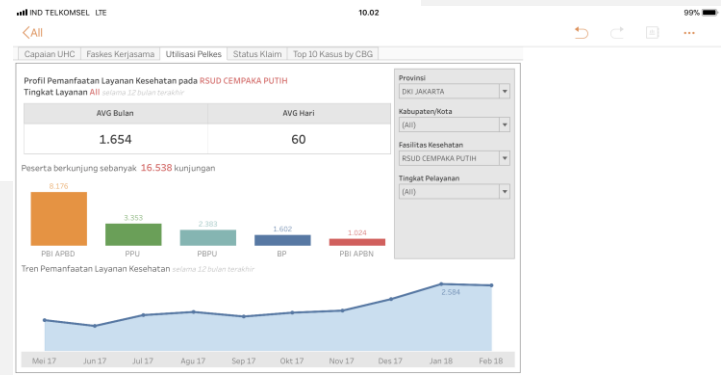 IND TELKOMSEL LTE 10.02 99%
All
Capaian UHC Faskes Kerjasama Utilisasi Pelkes Status Klaim Top 10 Kasus by CBG
Profil Pemanfaatan Layanan Kesehatan pada RSUD CEMPAKA PUTIH
Tingkat Layanan All selama 12 bulan terakhir
AVG Bulan AVG Hari
1.654 60
Peserta berkunjung sebanyak 16.538 kunjungan
8.176 3.353 2.383 1.602 1.024
PBI APBD PPU PBPU BP PBI APBN
Provinsi
DKI JAKARTA
Kabupaten/Kota
(All)
Fasilitas Kesehatan
RSUD CEMPAKA PUTIH
Tingkat Pelayanan
(All)
Tren Pemanfaatan Layanan Kesehatan selama 12 bulan terakhir
2.584
Mei 17 Jun 17 Jul 17 Agu 17 Sep 17 Okt 17 Nov 17 Des 17 Jan 18 Feb 18